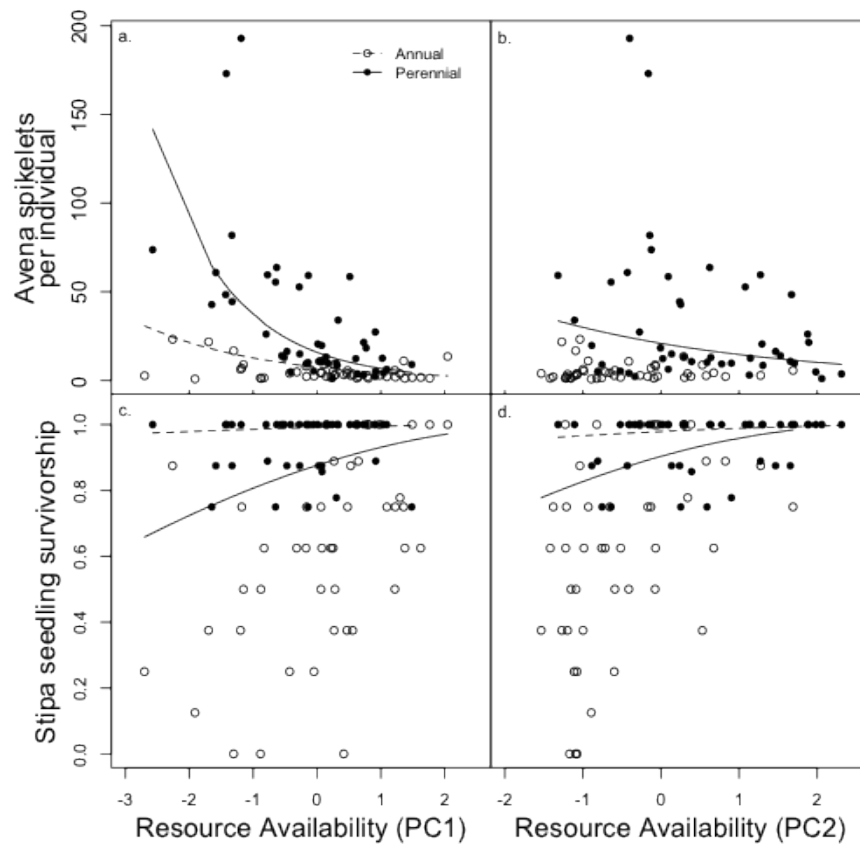 a.
b.
Annual
Perennial
Avena spikelets
per individual
0
50
100
150
200
c.
d.
Stipa seedling survivorship
0.0
0.2
0.4
0.6
0.8
1.0
-3 -2 -1 0 1 2
-2 -1 0 1 2
Resource Availability (PC1)
Resource Availability (PC2)